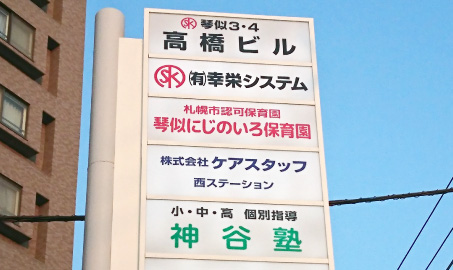 SK 琴似3・4
高橋ビル
SK (有)幸栄システム
札幌市認可保育園
琴似にじのいろ保育園
株式会社 ケアスタッフ
西ステーション
小・中・高 個別指導
神谷塾